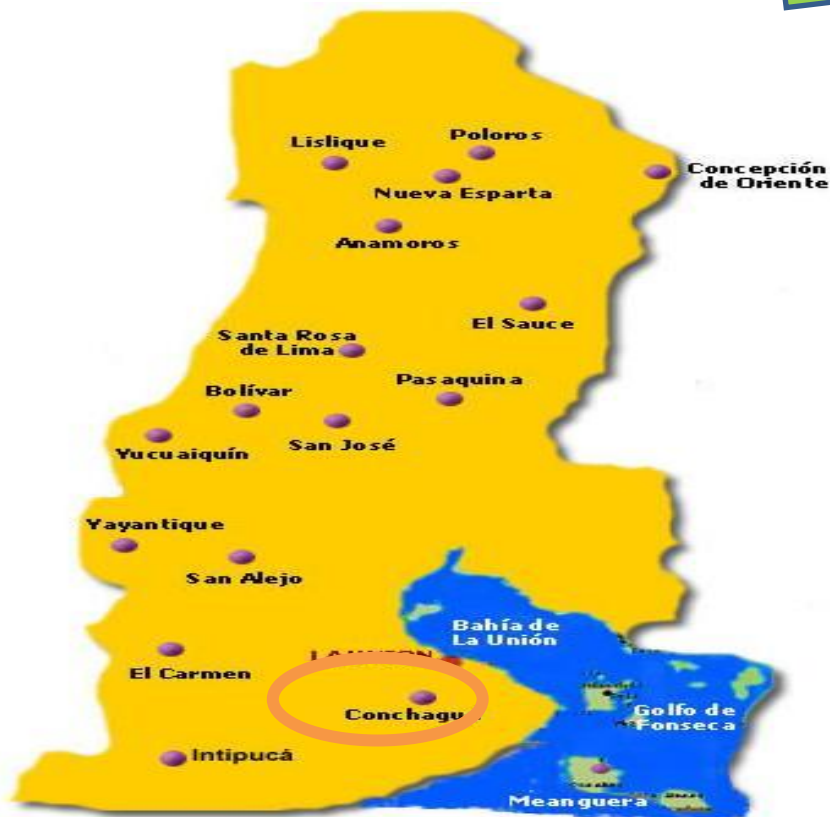 Poloros
Lislique
Concepción
de Oriente
Nueva Esparta
Anamoros
El Sauce
Santa Rosa
de Lima
Pasaquina
Bolívar
San José
Yucuaiquín
Yayantique
San Alejo
Bahía de
La Unión
El Carmen
Golfo de
Fonseca
Intipucá
Meanguera